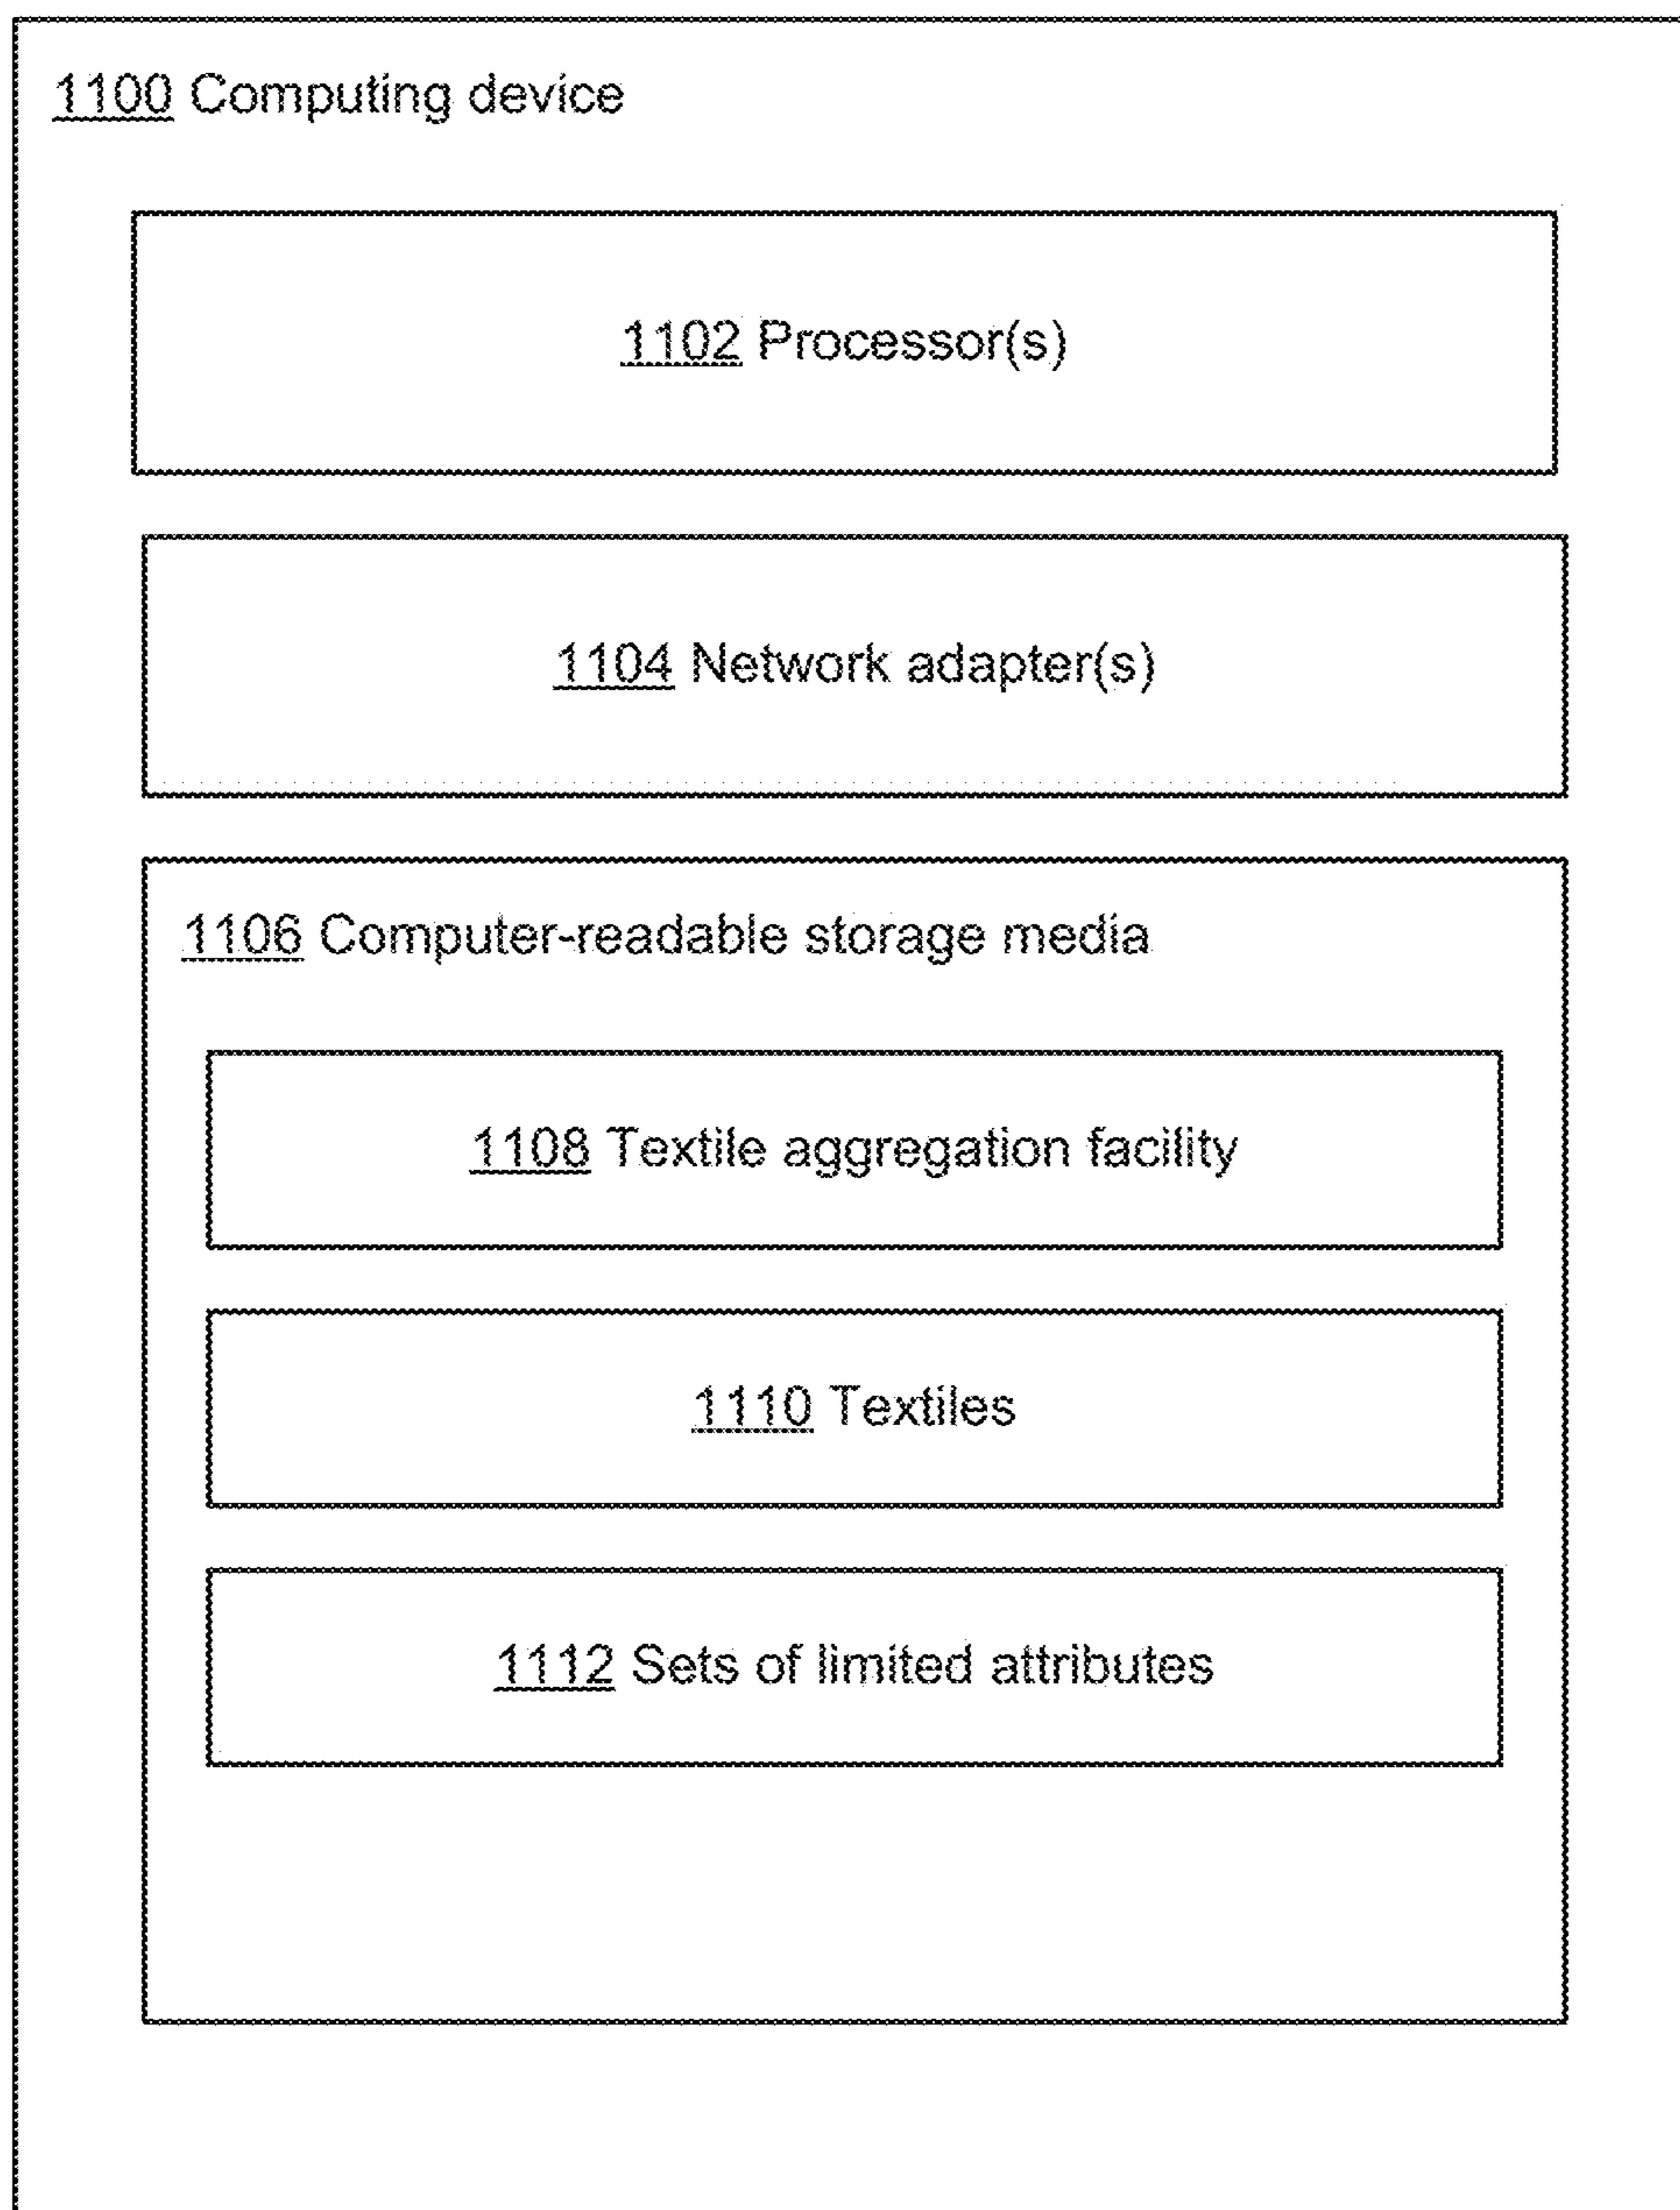 1100 Computing device
1102 Processor(s)
1104 Network adapter(s)
1106 Computer-readable storage media
1108 Textile aggregation facility
1110 Textiles
1112 Sets of limited attributes